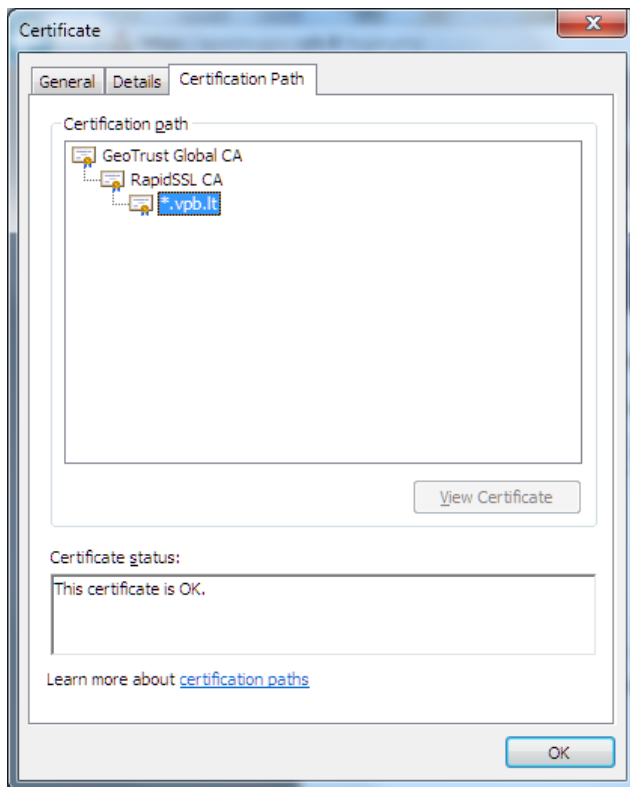 Certificate
General Details Certification Path
Certification path
GeoTrust Global CA
RapidSSL CA
*.vpb.lt
View Certificate
Certificate status:
This certificate is OK.
Learn more about certification paths
OK